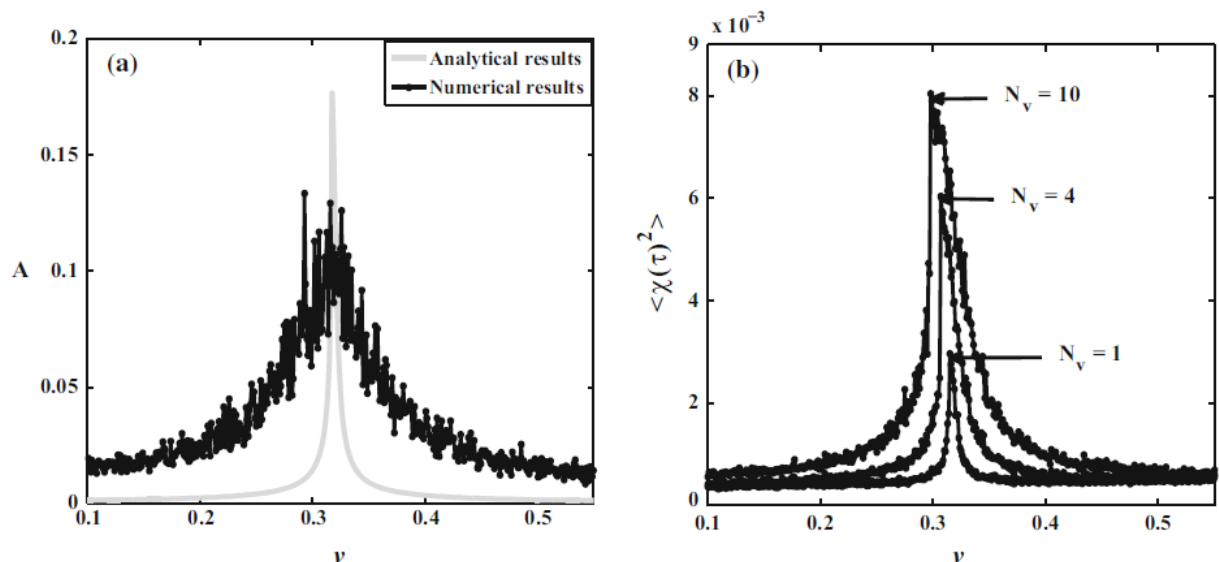 (a)
Analytical results
Numerical results
0.2
0.15
0.1
0.05
0
A
0.1
0.2
0.3
0.4
0.5
v
x 10⁻³
(b)
9
8
6
4
2
0
<χ(τ)²>
N_v = 10
N_v = 4
N_v = 1
0.1
0.2
0.3
0.4
0.5
v